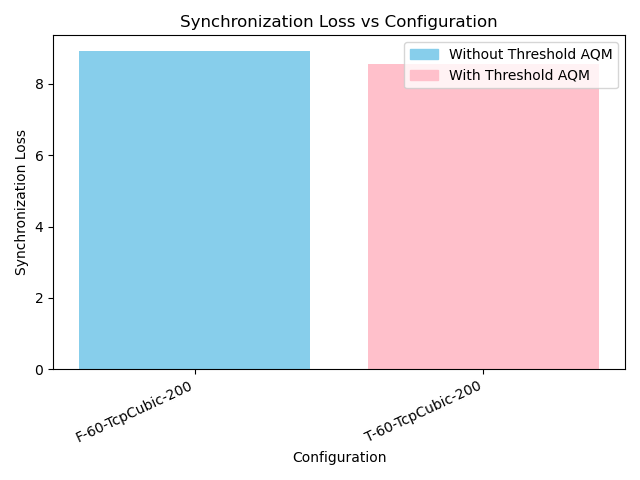 Synchronization Loss vs Configuration
Without Threshold AQM
With Threshold AQM
Synchronization Loss
8
6
4
2
0
F-60-TcpCubic-200
T-60-TcpCubic-200
Configuration